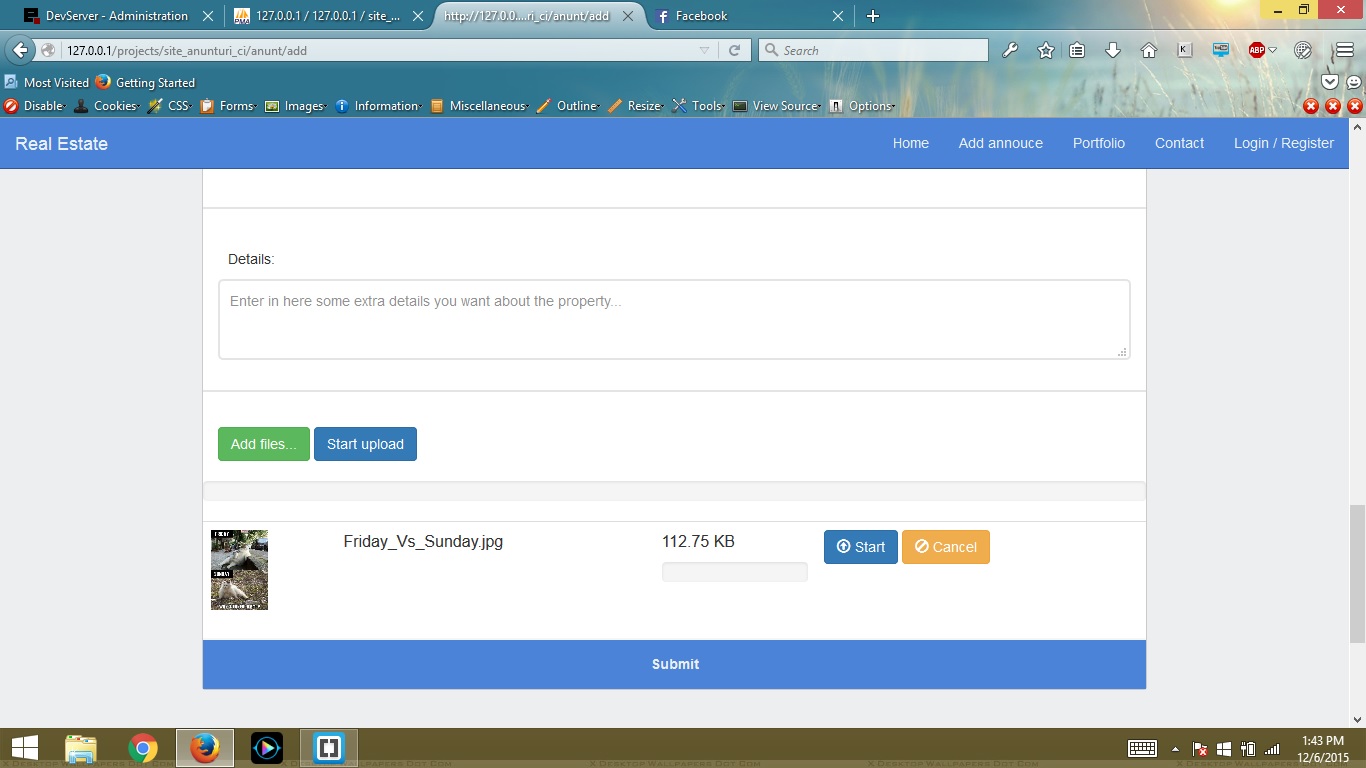 DevServer - Administration
127.0.0.1 / 127.0.0.1 / site_...
http://127.0.0....ri_ci/anunt/add
Facebook
127.0.0.1/projects/site_anunturi_ci/anunt/add
Search
Most Visited Getting Started
Disable Cookies CSS Forms Images Information Miscellaneous Outline Resize Tools View Source Options
Real Estate Home Add annouce Portfolio Contact Login / Register
Details:
Enter in here some extra details you want about the property...
Add files... Start upload
FRIDAY
SUNDAY
Friday_Vs_Sunday.jpg 112.75 KB Start Cancel
Submit
1:43 PM
12/6/2015